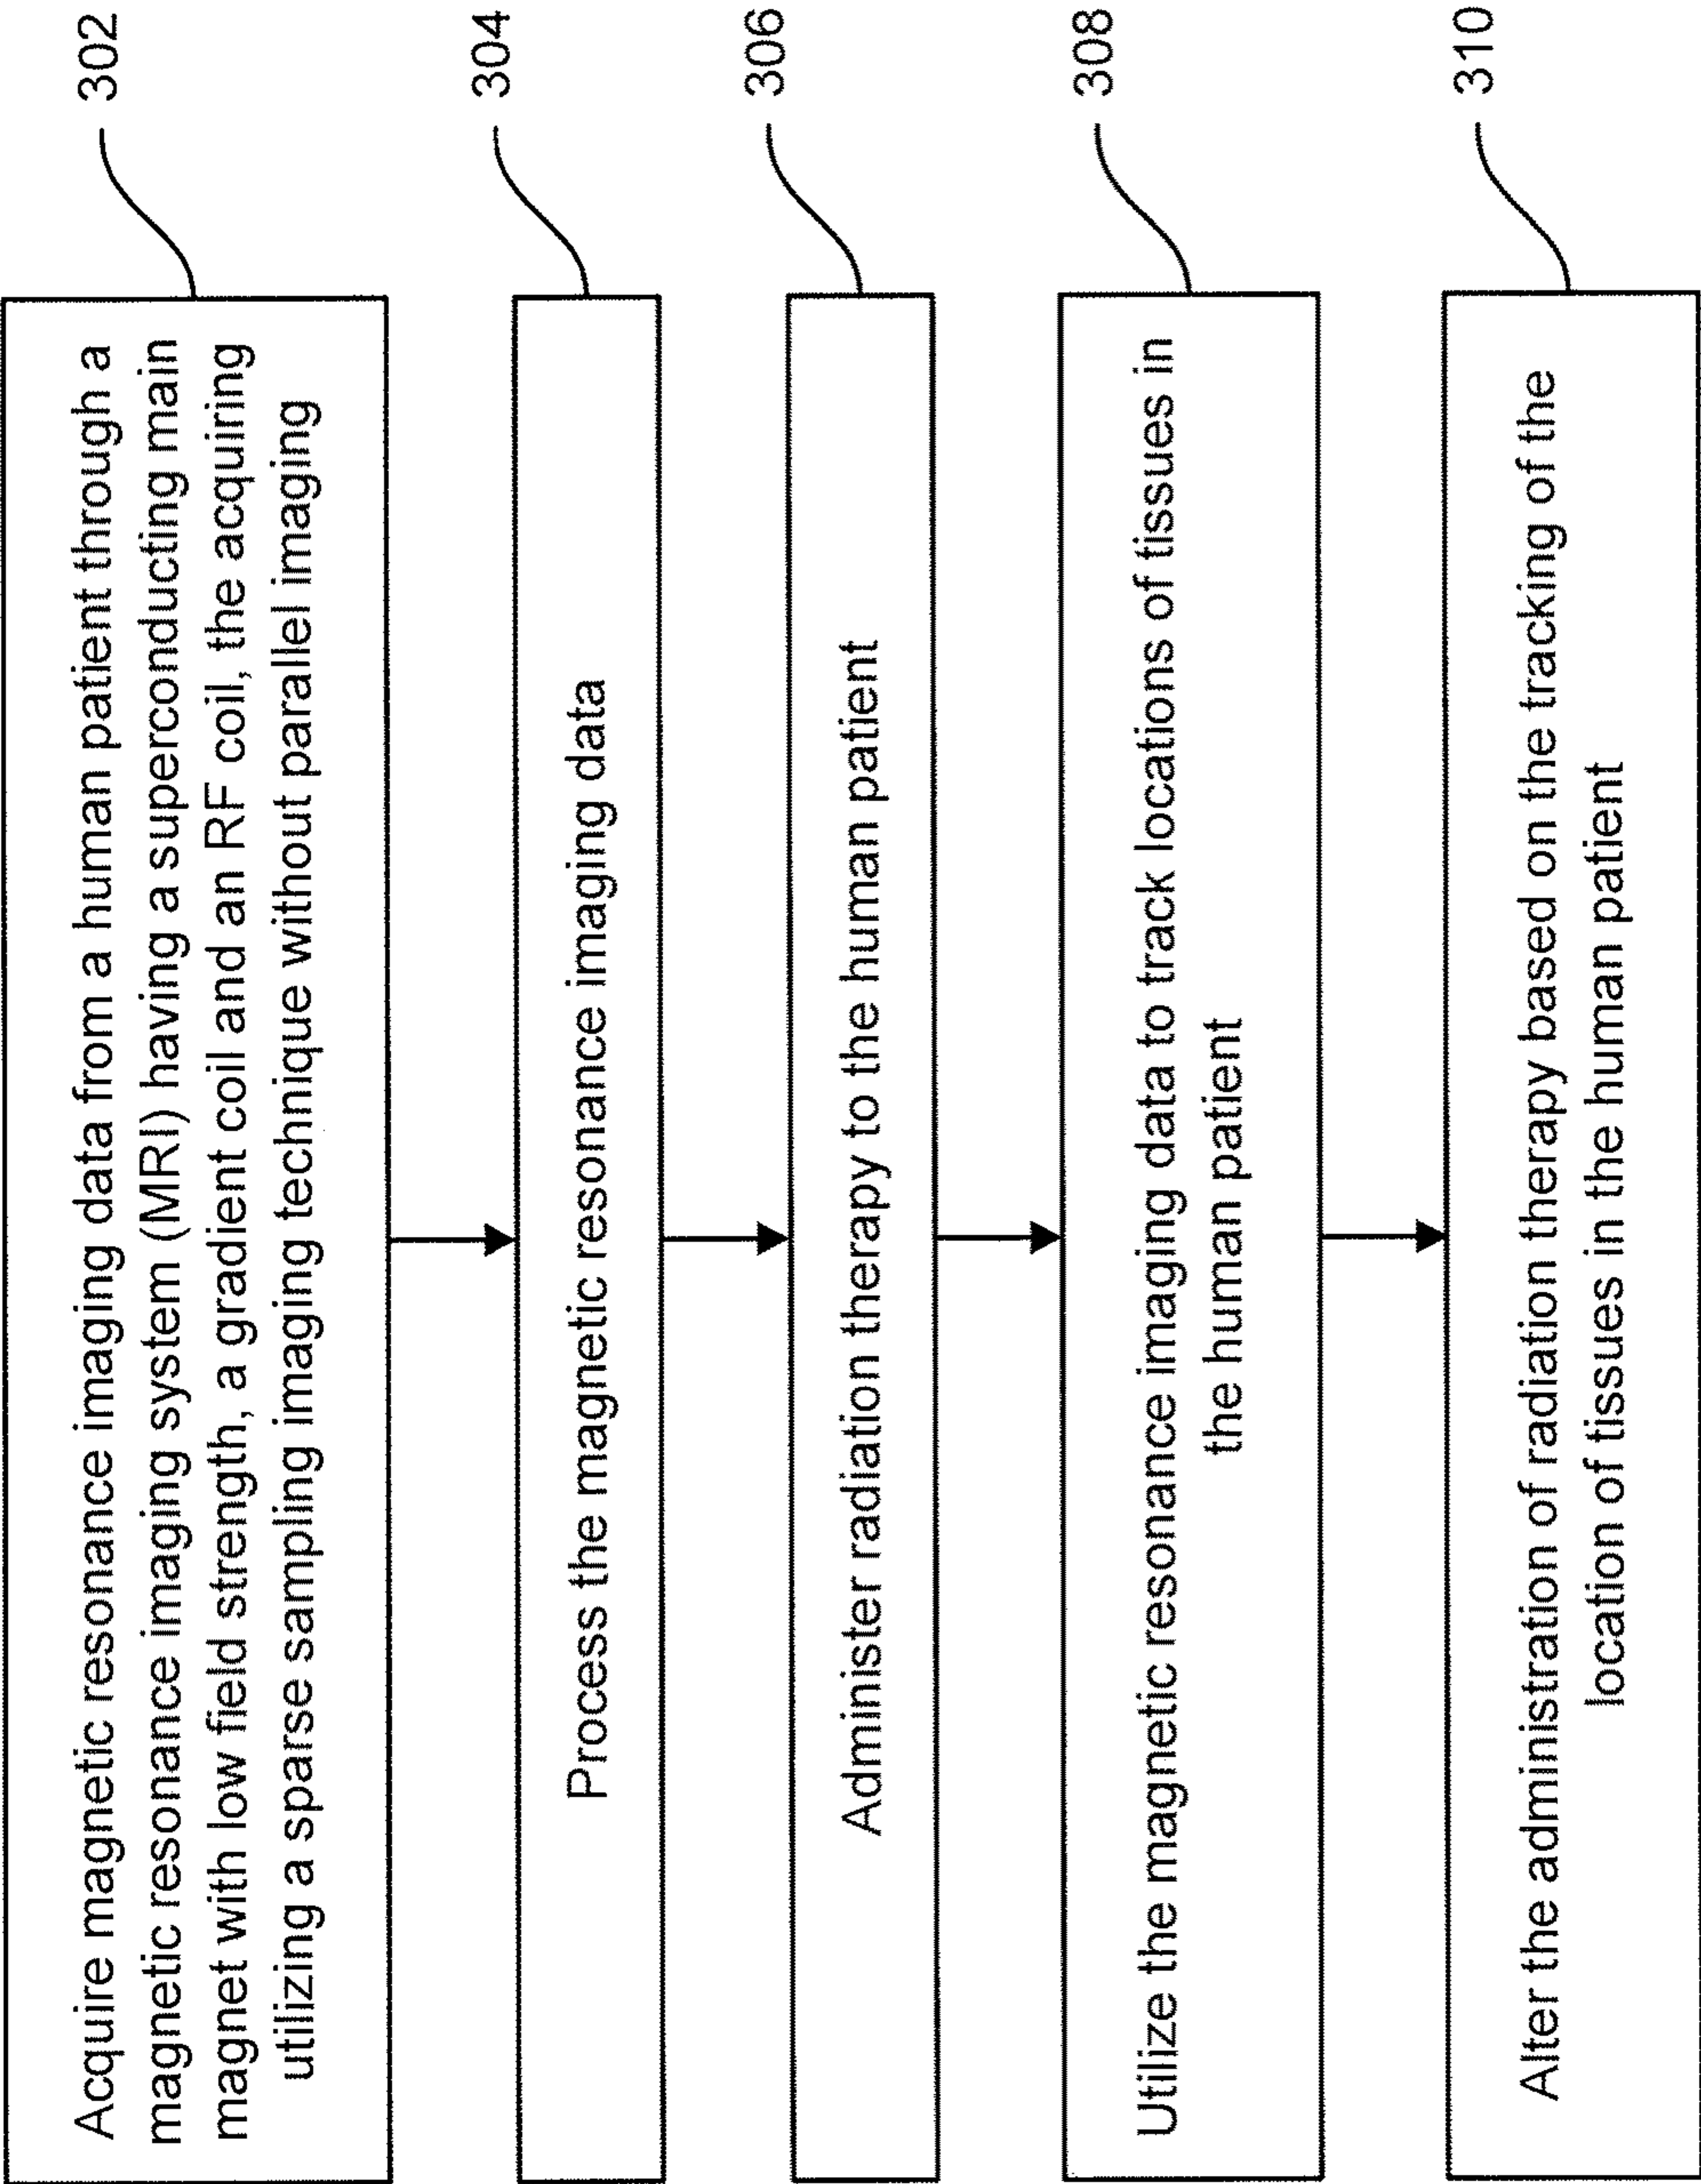 Acquire magnetic resonance imaging data from a human patient through a
magnetic resonance imaging system (MRI) having a superconducting main
magnet with low field strength, a gradient coil and an RF coil, the acquiring
utilizing a sparse sampling imaging technique without parallel imaging
302
Process the magnetic resonance imaging data
304
Administer radiation therapy to the human patient
306
Utilize the magnetic resonance imaging data to track locations of tissues in
the human patient
308
Alter the administration of radiation therapy based on the tracking of the
location of tissues in the human patient
310